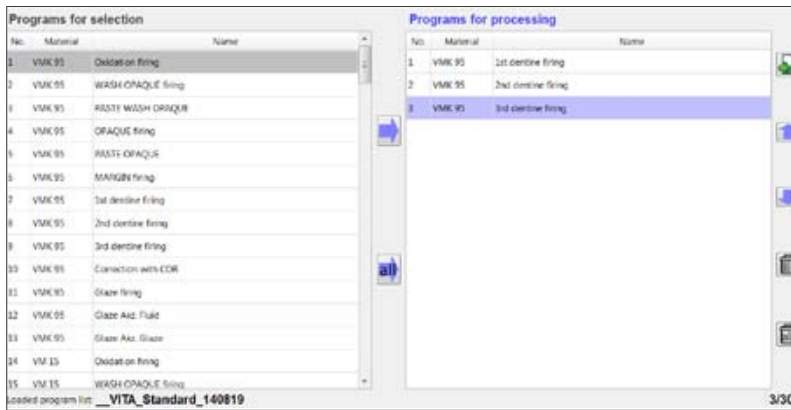 Programs for selection
No. Material Name
1 VMK 95 Oxidation firing
2 VMK 95 WASH OPAQUE firing
3 VMK 95 PASTE WASH OPAQUE
4 VMK 95 OPAQUE firing
5 VMK 95 PASTE OPAQUE
6 VMK 95 MARGIN firing
7 VMK 95 1st dentine firing
8 VMK 95 2nd dentine firing
9 VMK 95 3rd dentine firing
10 VMK 95 Correction with COR
11 VMK 95 Glaze firing
12 VMK 95 Glaze Akz. Fluid
13 VMK 95 Glaze Akz. Glaze
14 VM 15 Oxidation firing
15 VM 15 WASH OPAQUE firing
Loaded program list: __VITA_Standard_140819
all
Programs for processing
No. Material Name
1 VMK 95 1st dentine firing
2 VMK 95 2nd dentine firing
3 VMK 95 3rd dentine firing
3/30